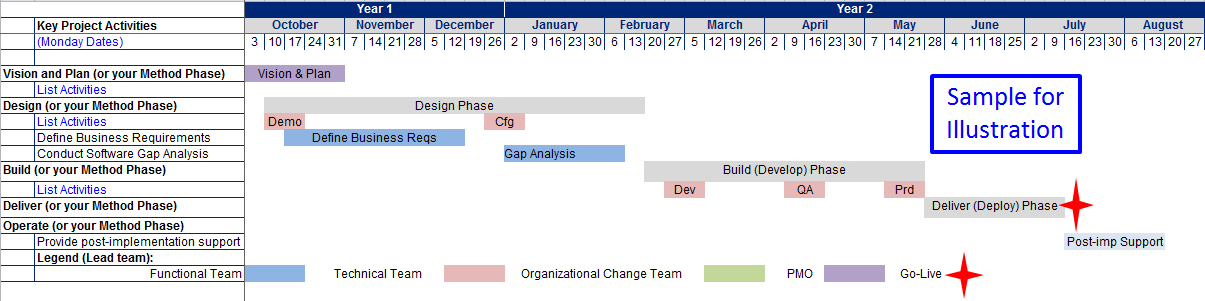 Year 1 Year 2
Key Project Activities October November December January February March April May June July August
(Monday Dates) 3 10 17 24 31 7 14 21 28 5 12 19 26 2 9 16 23 30 6 13 20 27 5 12 19 26 2 9 16 23 30 7 14 21 28 4 11 18 25 2 9 16 23 30 6 13 20 27
Vision and Plan (or your Method Phase) Vision & Plan
List Activities
Design (or your Method Phase) Design Phase
List Activities Demo Cfg
Define Business Requirements Define Business Reqs
Conduct Software Gap Analysis Gap Analysis
Build (or your Method Phase) Build (Develop) Phase
List Activities Dev QA Prd
Deliver (or your Method Phase) Deliver (Deploy) Phase
Operate (or your Method Phase)
Provide post-implementation support Post-imp Support
Legend (Lead team):
Functional Team Technical Team Organizational Change Team PMO Go-Live
Sample for
Illustration